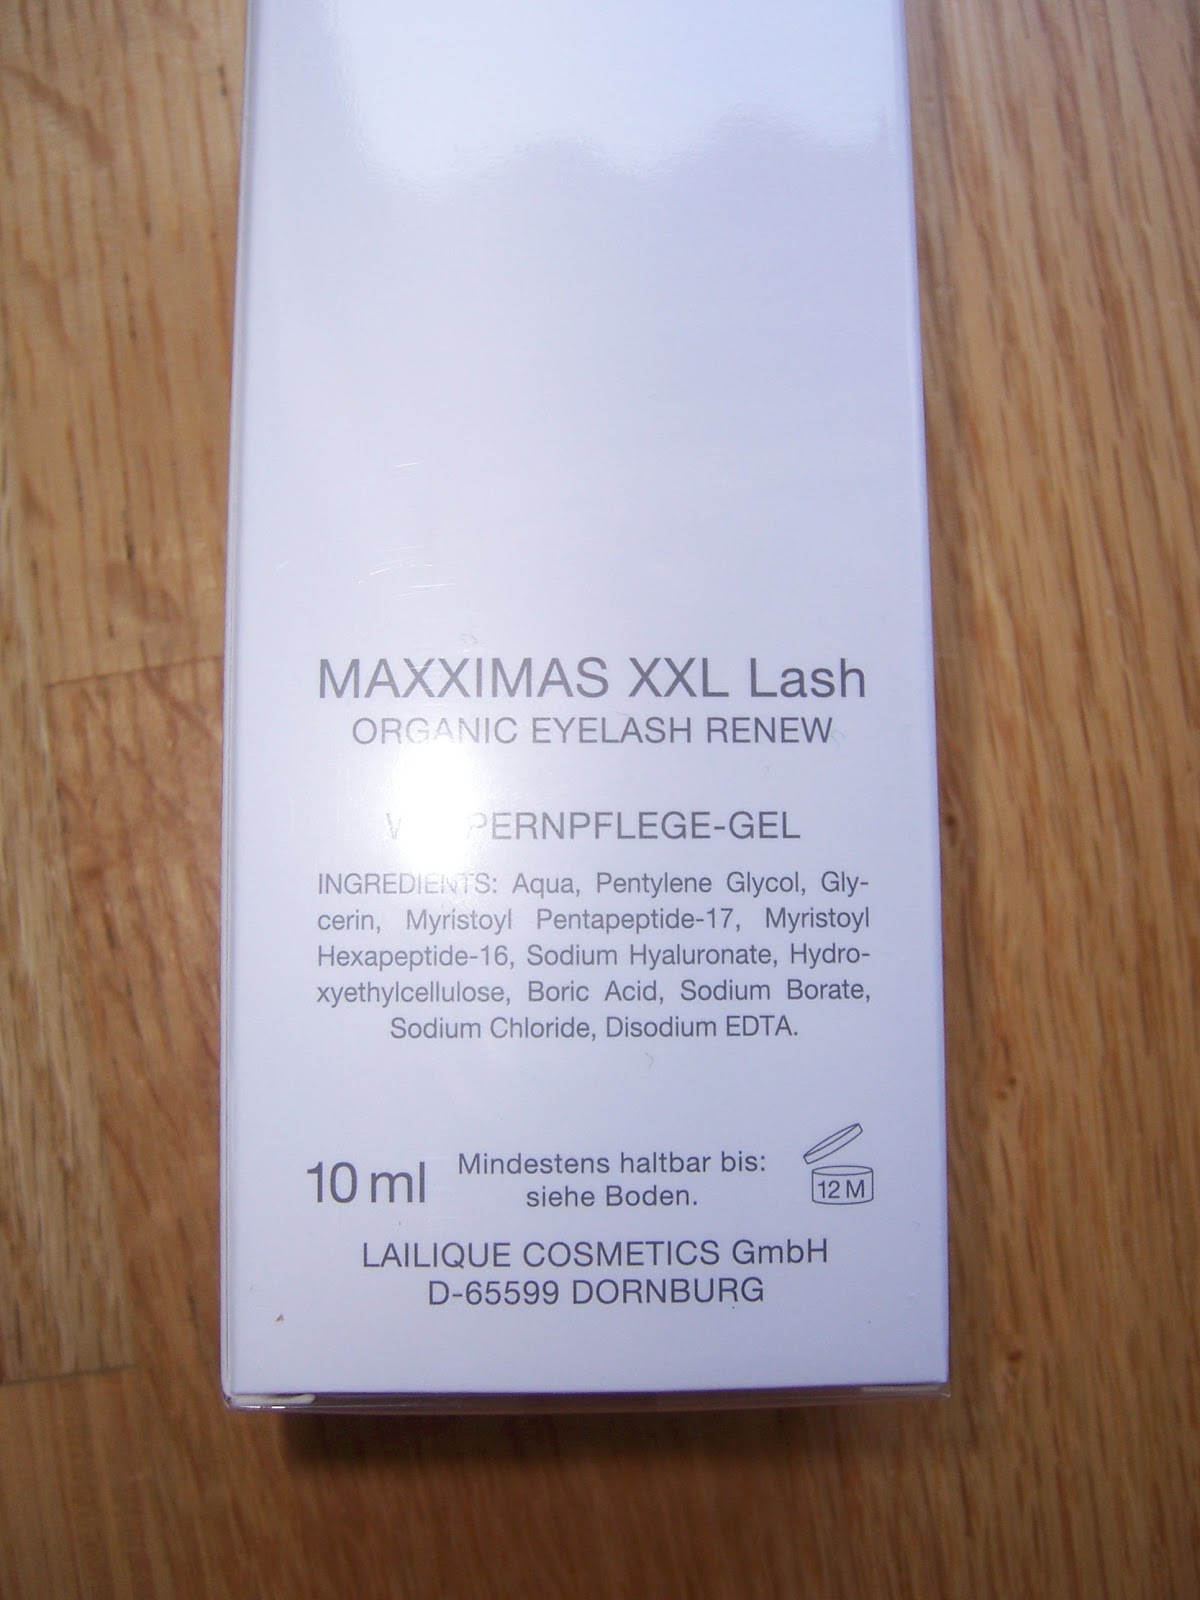 MAXXIMAS XXL Lash
ORGANIC EYELASH RENEW
INGREDIENTS: Aqua, Pentylene Glycol, Gly-
cerin, Myristoyl Pentapeptide-17, Myristoyl
Hexapeptide-16, Sodium Hyaluronate, Hydro-
xyethylcellulose, Boric Acid, Sodium Borate,
Sodium Chloride, Disodium EDTA.
10 ml
Mindestens haltbar bis:
siehe Boden.
12 M
LAILIQUE COSMETICS GmbH
D-65599 DORNBURG